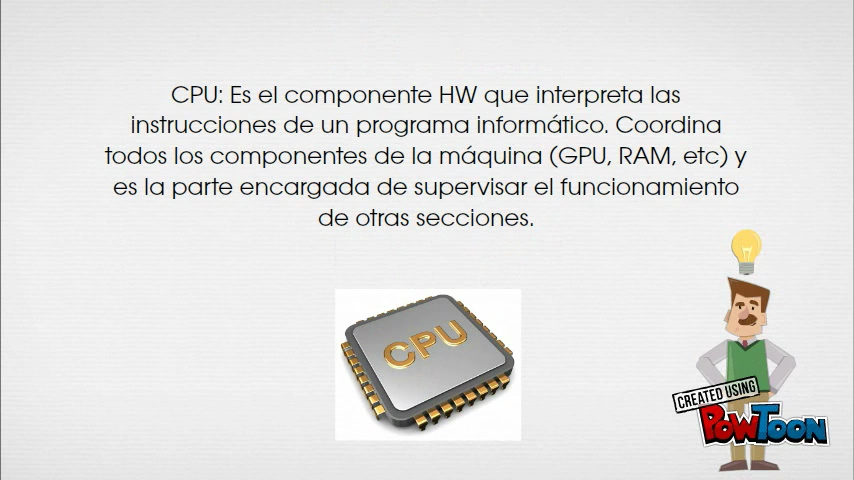 CPU: Es el componente HW que interpreta las
instrucciones de un programa informático. Coordina
todos los componentes de la máquina (GPU, RAM, etc) y
es la parte encargada de supervisar el funcionamiento
de otras secciones.
CPU
CREATED USING
POWTOON